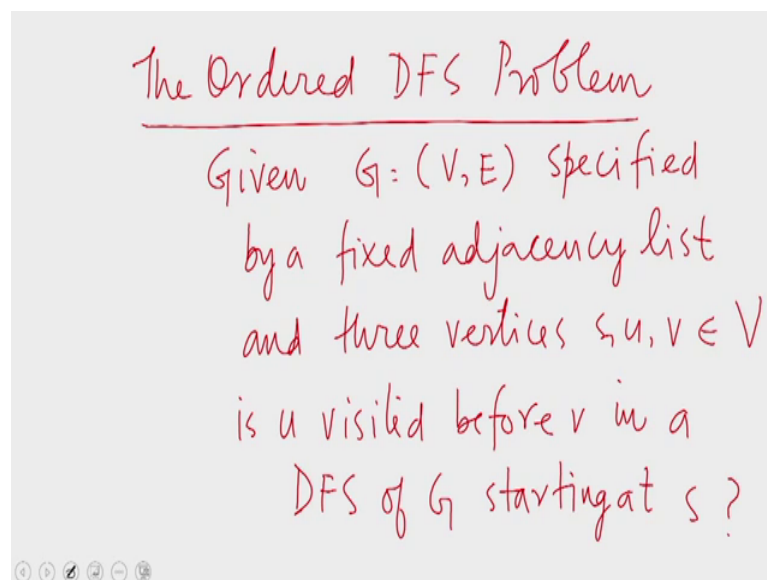 The Ordered DFS Problem
Given G = (V, E) specified
by a fixed adjacency list
and three vertices s, u, v ∈ V
is u visited before v in a
DFS of G starting at s ?